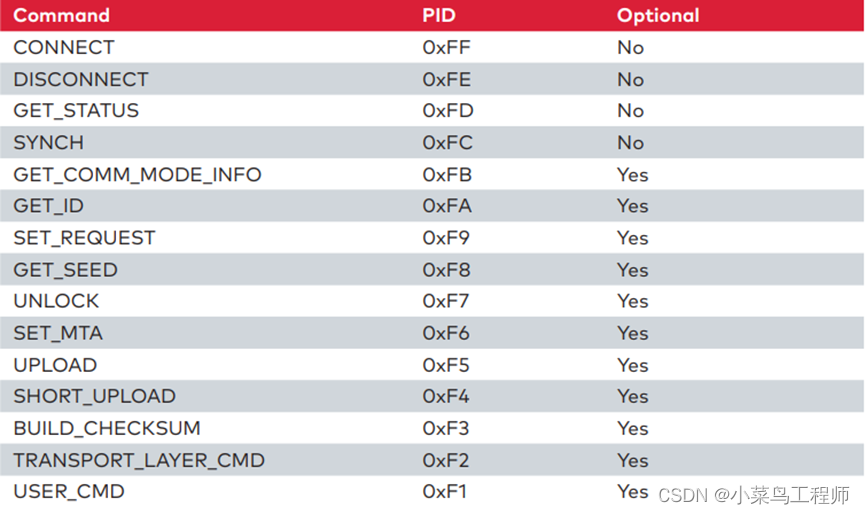 Command PID Optional
CONNECT 0xFF No
DISCONNECT 0xFE No
GET_STATUS 0xFD No
SYNCH 0xFC No
GET_COMM_MODE_INFO 0xFB Yes
GET_ID 0xFA Yes
SET_REQUEST 0xF9 Yes
GET_SEED 0xF8 Yes
UNLOCK 0xF7 Yes
SET_MTA 0xF6 Yes
UPLOAD 0xF5 Yes
SHORT_UPLOAD 0xF4 Yes
BUILD_CHECKSUM 0xF3 Yes
TRANSPORT_LAYER_CMD 0xF2 Yes
USER_CMD 0xF1 Yes
CSDN @小菜鸟工程师